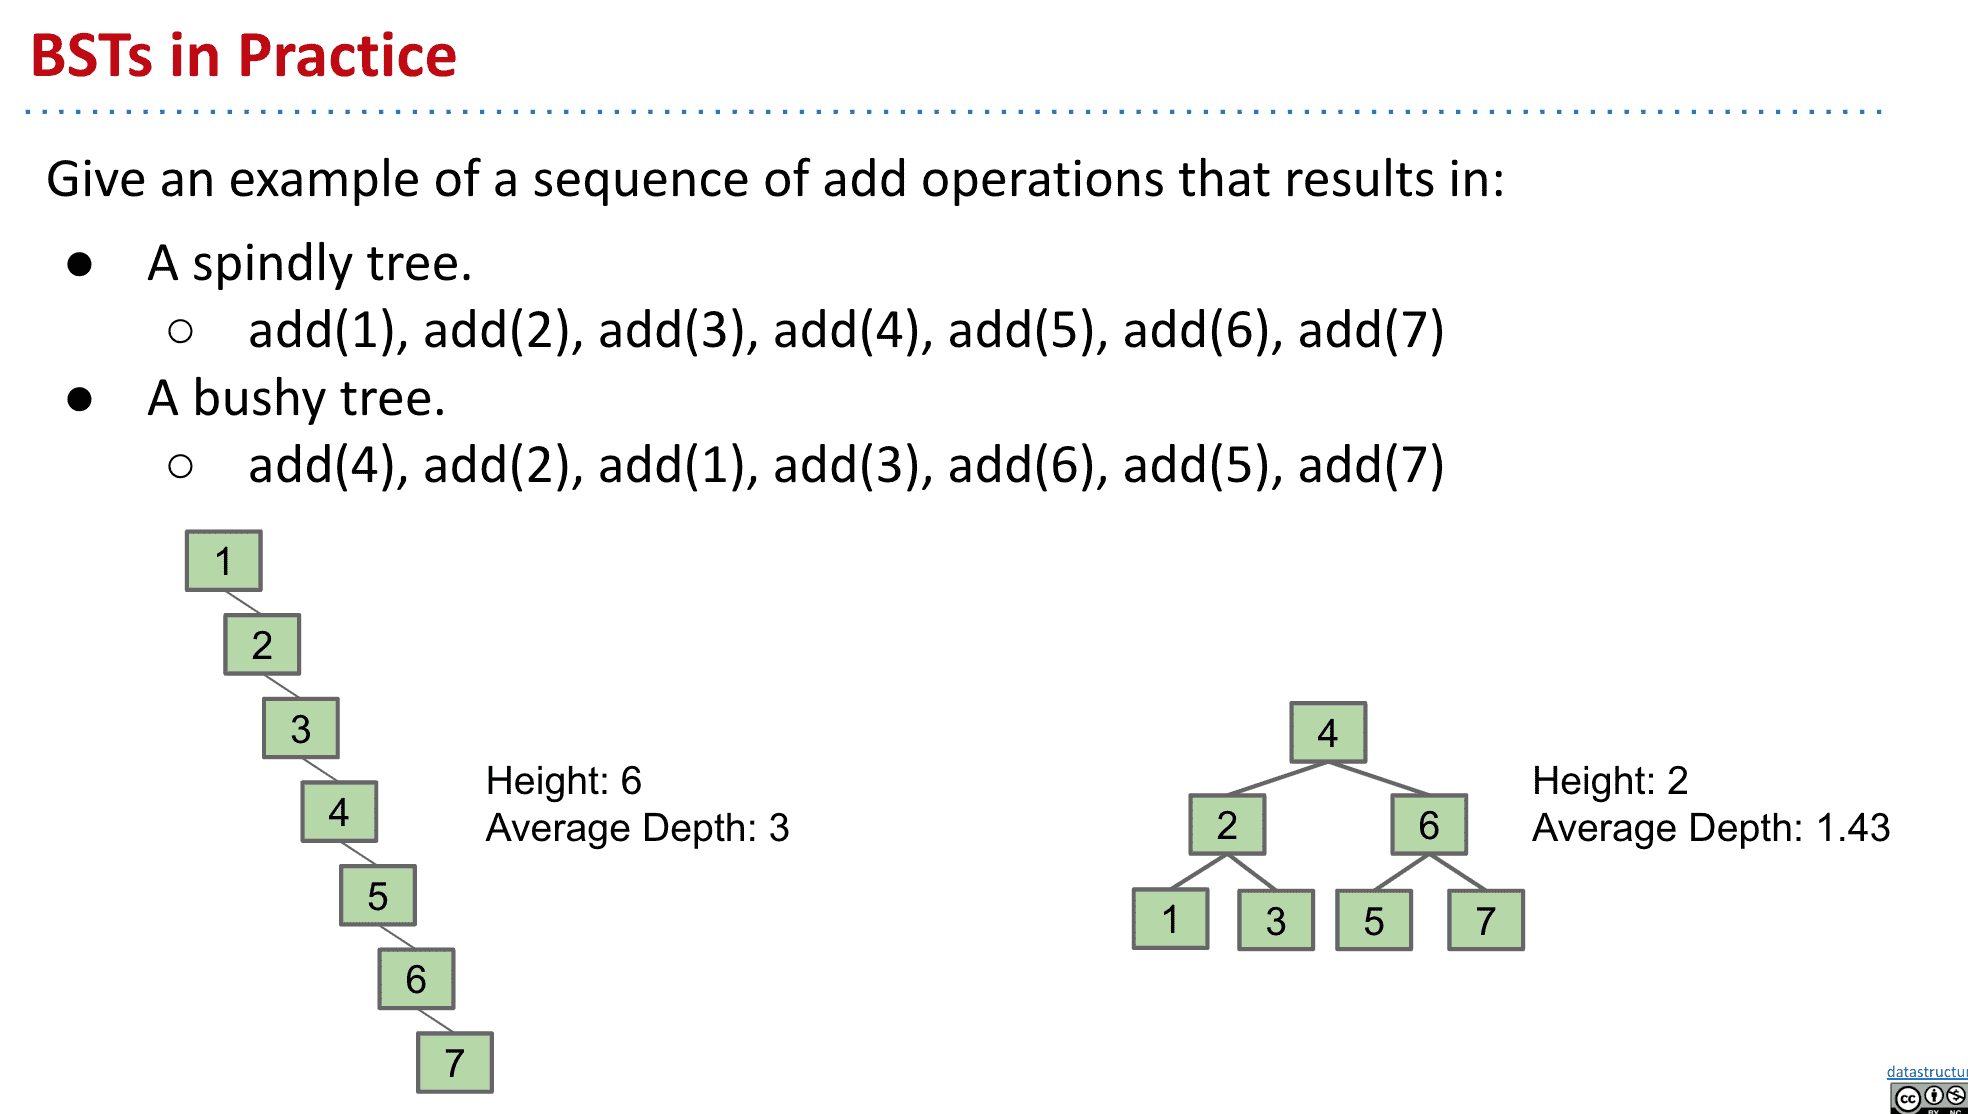 BSTs in Practice
Give an example of a sequence of add operations that results in:
● A spindly tree.
○ add(1), add(2), add(3), add(4), add(5), add(6), add(7)
● A bushy tree.
○ add(4), add(2), add(1), add(3), add(6), add(5), add(7)
1
2
3
4
5
6
7
Height: 6
Average Depth: 3
4
2 6
1 3 5 7
Height: 2
Average Depth: 1.43
datastructu
cc
BY NC